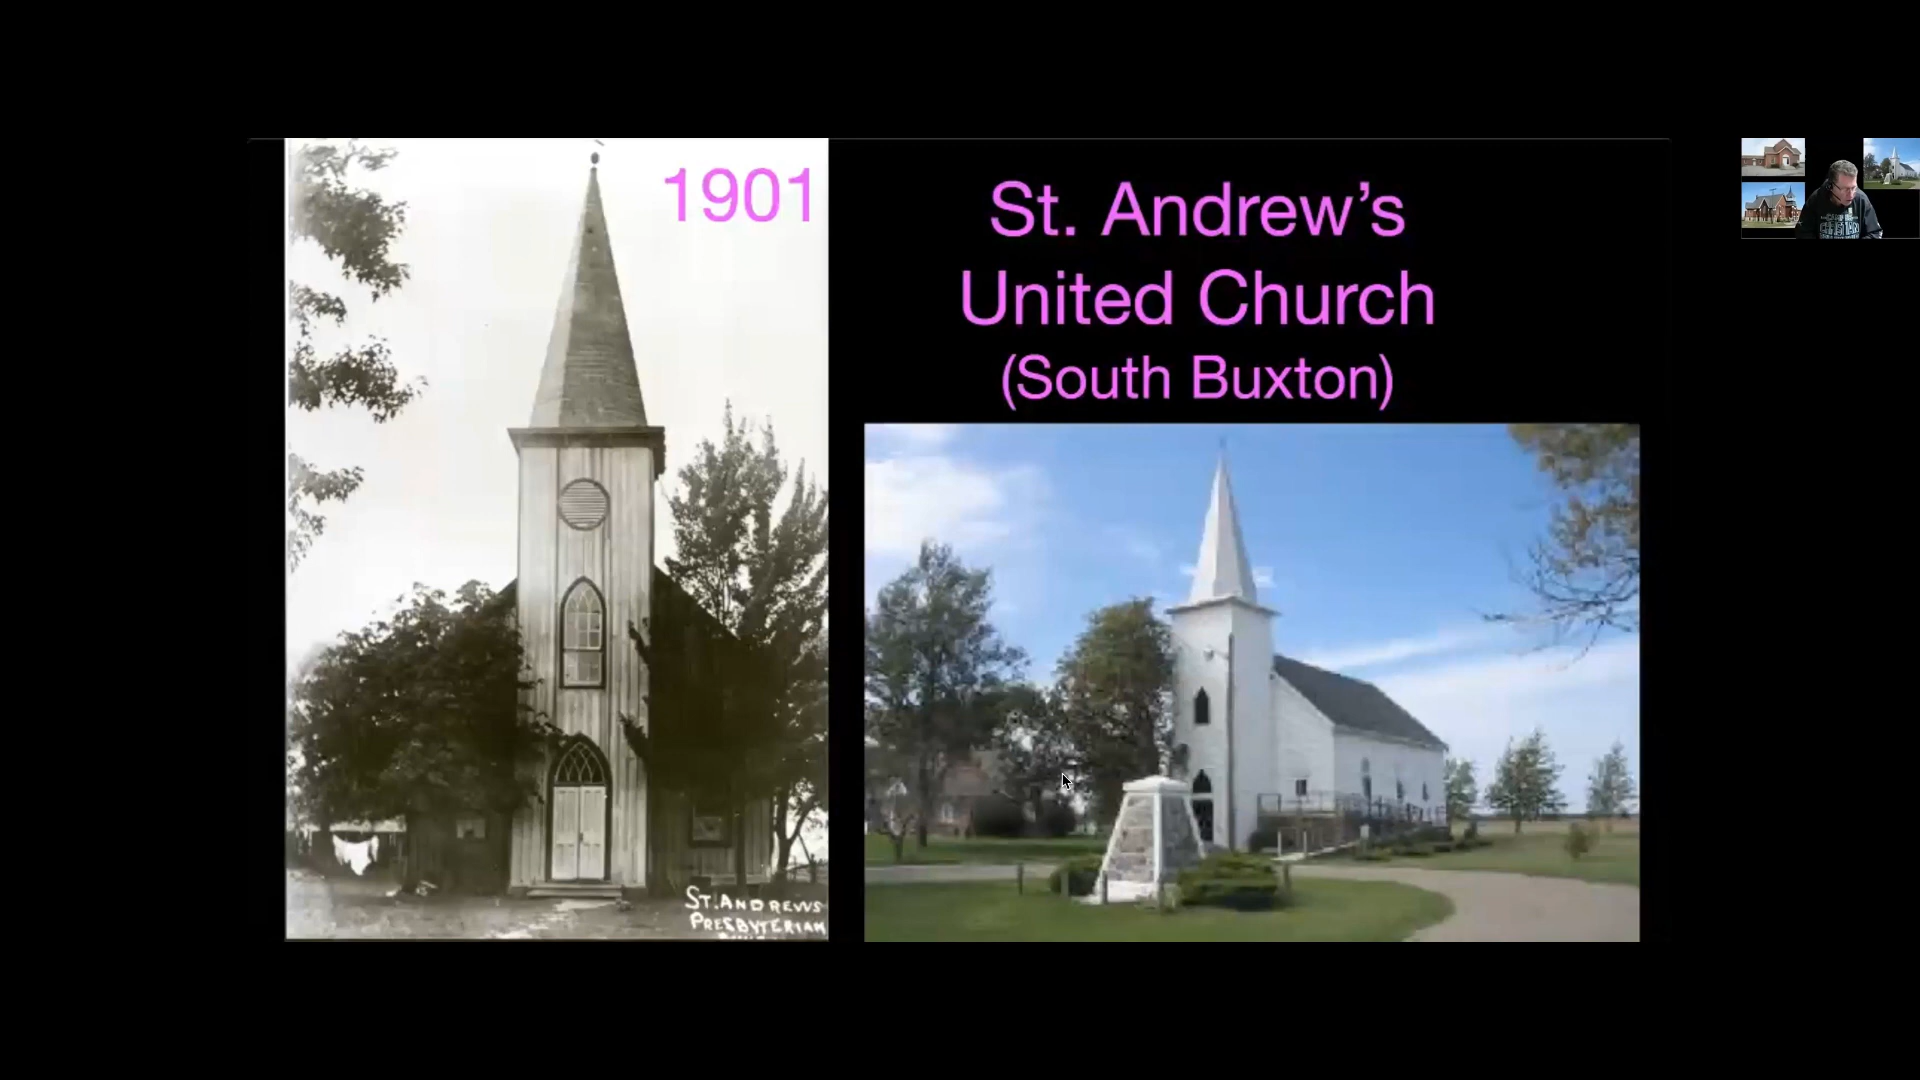 1901
St. Andrew’s
United Church
(South Buxton)
ST. ANDREWS
PRESBYTERIAN